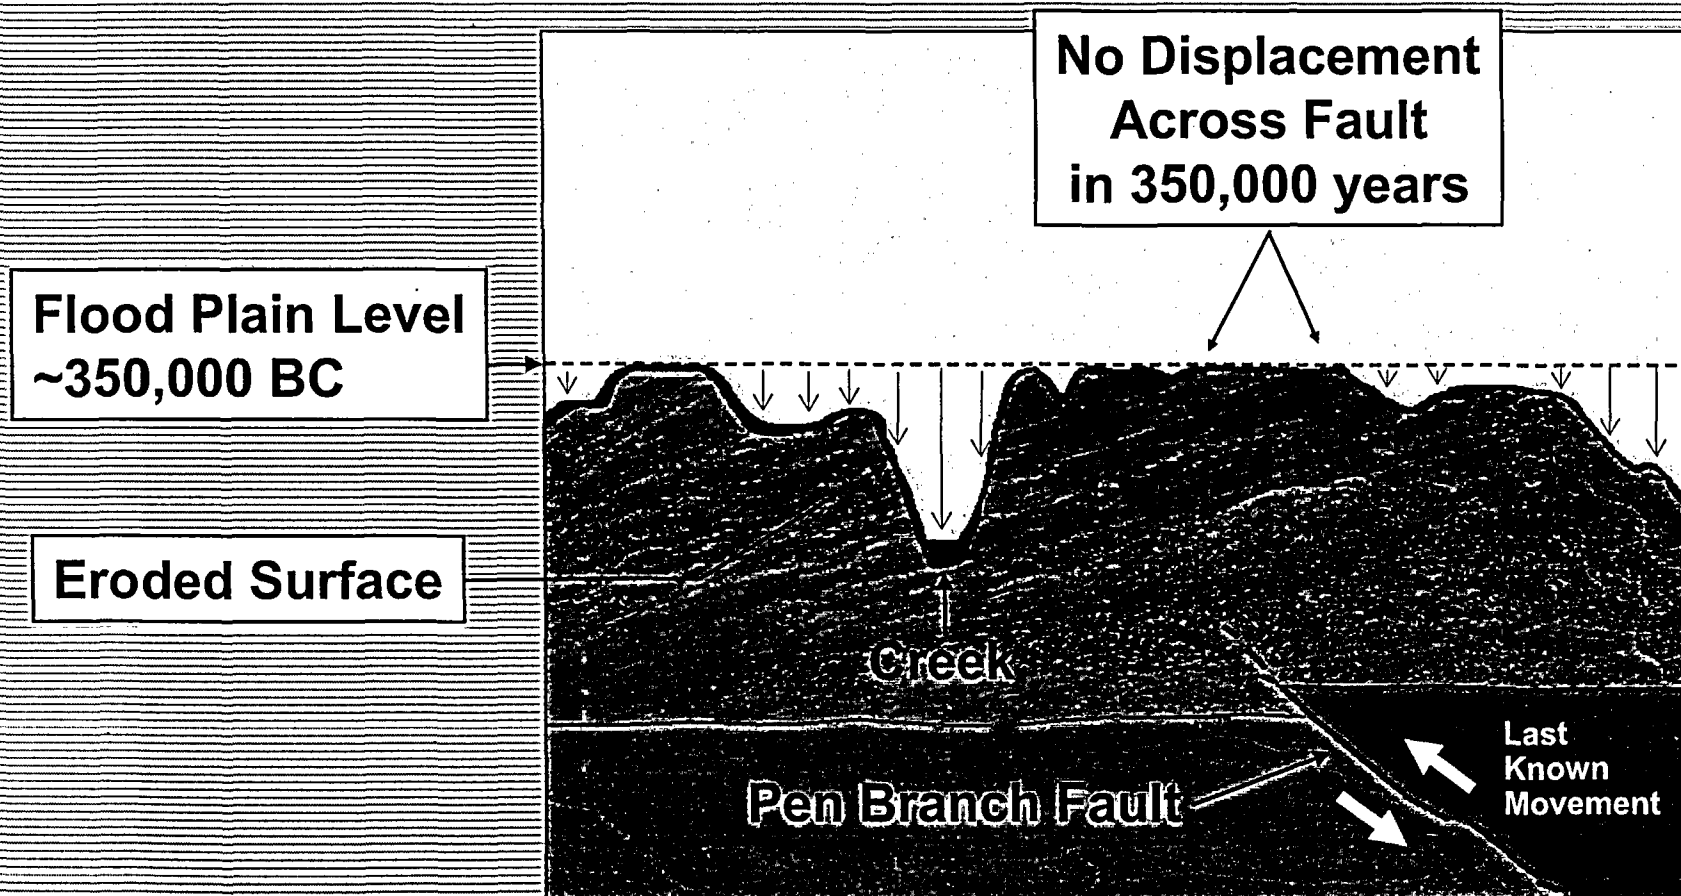 No Displacement
Across Fault
in 350,000 years
Flood Plain Level
~350,000 BC
Eroded Surface
Creek
Pen Branch Fault
Last
Known
Movement